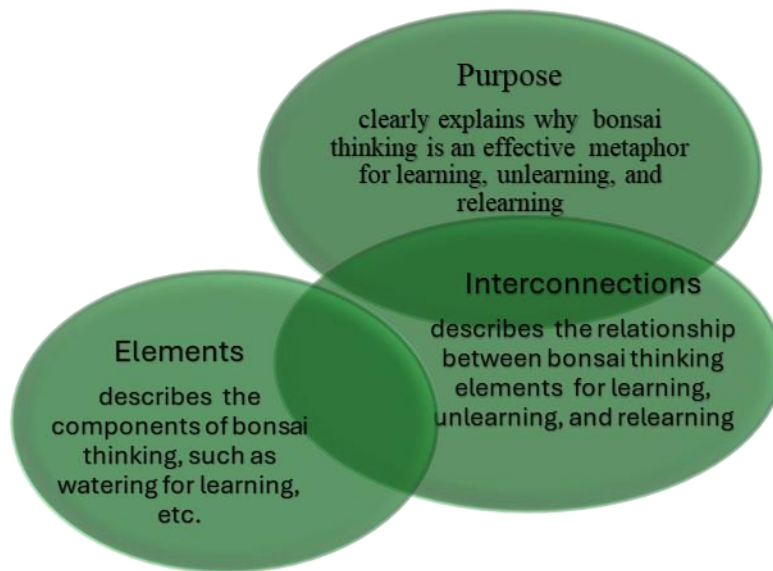 Purpose
clearly explains why bonsai
thinking is an effective metaphor
for learning, unlearning, and
relearning
Interconnections
describes the relationship
between bonsai thinking
elements for learning,
unlearning, and relearning
Elements
describes the
components of bonsai
thinking, such as
watering for learning,
etc.